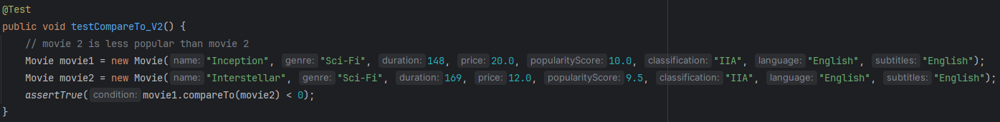 @Test
public void testCompareTo_V2() {
// movie 2 is less popular than movie 2
Movie movie1 = new Movie( name: "Inception", genre: "Sci-Fi", duration: 148, price: 20.0, popularityScore: 10.0, classification: "IIA", language: "English", subtitles: "English");
Movie movie2 = new Movie( name: "Interstellar", genre: "Sci-Fi", duration: 169, price: 12.0, popularityScore: 9.5, classification: "IIA", language: "English", subtitles: "English");
assertTrue( condition: movie1.compareTo(movie2) < 0);
}